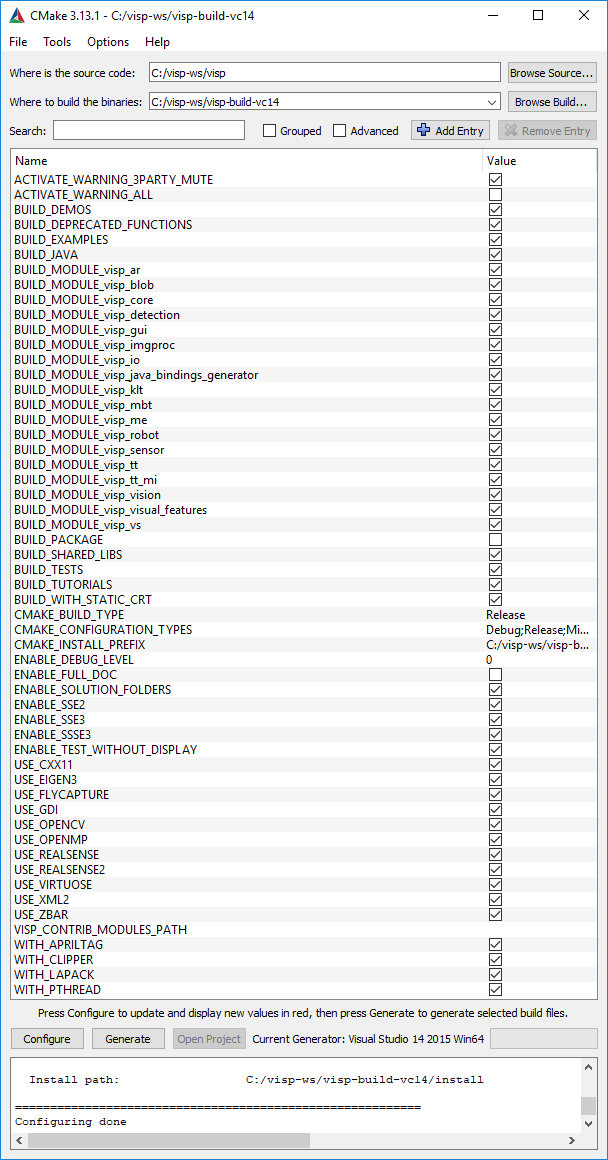 CMake 3.13.1 - C:/visp-ws/visp-build-vc14
File Tools Options Help
Where is the source code: C:/visp-ws/visp Browse Source...
Where to build the binaries: C:/visp-ws/visp-build-vc14 Browse Build...
Search: Grouped Advanced Add Entry Remove Entry
Name Value
ACTIVATE_WARNING_3PARTY_MUTE
ACTIVATE_WARNING_ALL
BUILD_DEMOS
BUILD_DEPRECATED_FUNCTIONS
BUILD_EXAMPLES
BUILD_JAVA
BUILD_MODULE_visp_ar
BUILD_MODULE_visp_blob
BUILD_MODULE_visp_core
BUILD_MODULE_visp_detection
BUILD_MODULE_visp_gui
BUILD_MODULE_visp_imgproc
BUILD_MODULE_visp_io
BUILD_MODULE_visp_java_bindings_generator
BUILD_MODULE_visp_klt
BUILD_MODULE_visp_mbt
BUILD_MODULE_visp_me
BUILD_MODULE_visp_robot
BUILD_MODULE_visp_sensor
BUILD_MODULE_visp_tt
BUILD_MODULE_visp_tt_mi
BUILD_MODULE_visp_vision
BUILD_MODULE_visp_visual_features
BUILD_MODULE_visp_vs
BUILD_PACKAGE
BUILD_SHARED_LIBS
BUILD_TESTS
BUILD_TUTORIALS
BUILD_WITH_STATIC_CRT
CMAKE_BUILD_TYPE Release
CMAKE_CONFIGURATION_TYPES Debug;Release;Mi...
CMAKE_INSTALL_PREFIX C:/visp-ws/visp-b...
ENABLE_DEBUG_LEVEL 0
ENABLE_FULL_DOC
ENABLE_SOLUTION_FOLDERS
ENABLE_SSE2
ENABLE_SSE3
ENABLE_SSSE3
ENABLE_TEST_WITHOUT_DISPLAY
USE_CXX11
USE_EIGEN3
USE_FLYCAPTURE
USE_GDI
USE_OPENCV
USE_OPENMP
USE_REALSENSE
USE_REALSENSE2
USE_VIRTUOSE
USE_XML2
USE_ZBAR
VISP_CONTRIB_MODULES_PATH
WITH_APRILTAG
WITH_CLIPPER
WITH_LAPACK
WITH_PTHREAD
Press Configure to update and display new values in red, then press Generate to generate selected build files.
Configure Generate Open Project Current Generator: Visual Studio 14 2015 Win64
Install path: C:/visp-ws/visp-build-vc14/install
==========================================================
Configuring done